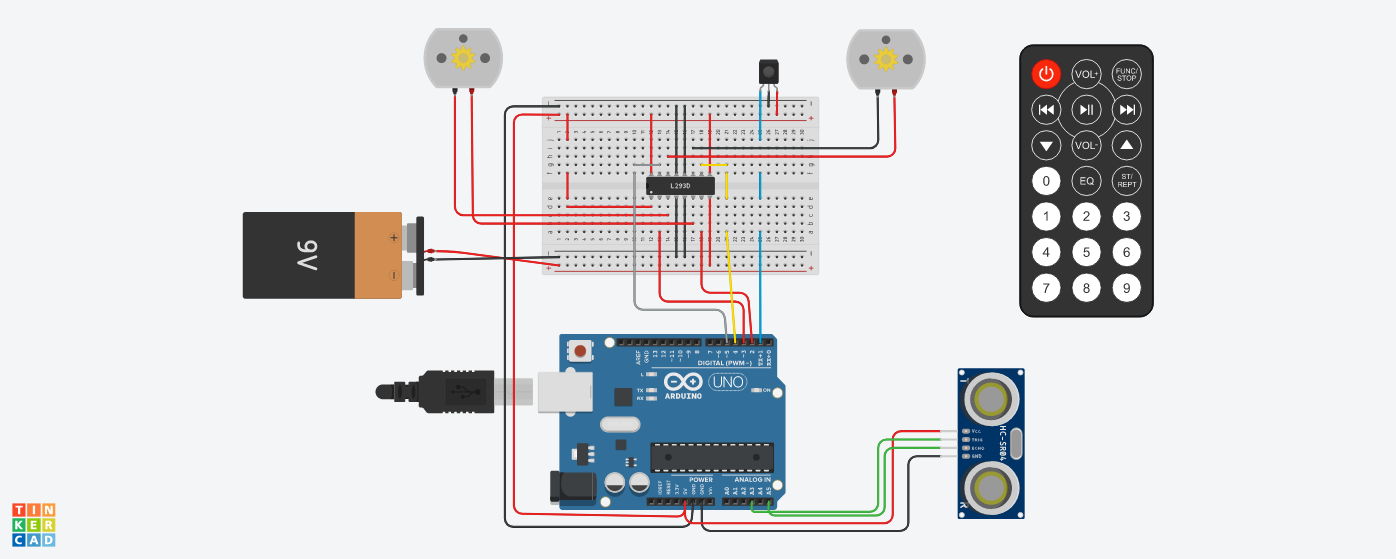 VOL+
FUNC/
STOP
VOL-
0
EQ
ST/
REPT
1
2
3
4
5
6
7
8
9
L293D
9V
+
-
AREF
GND
13
12
~11
~10
~9
8
7
~6
~5
4
~3
2
TX→1
RX←0
DIGITAL (PWM~)
L
TX
RX
ARDUINO
UNO
ON
IOREF
RESET
3.3V
5V
GND
GND
Vin
POWER
ANALOG IN
A0
A1
A2
A3
A4
A5
T
HC-SR04
Vcc
TRIG
ECHO
GND
R
TIN
KER
CAD